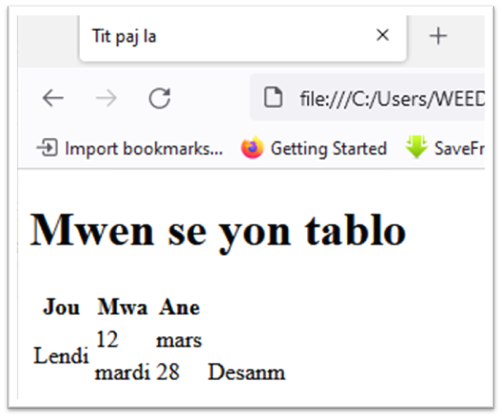 Tit paj la
file:///C:/Users/WEED
Import bookmarks... Getting Started SaveFr
Mwen se yon tablo
Jou Mwa Ane
Lendi 12 mars
mardi 28 Desanm